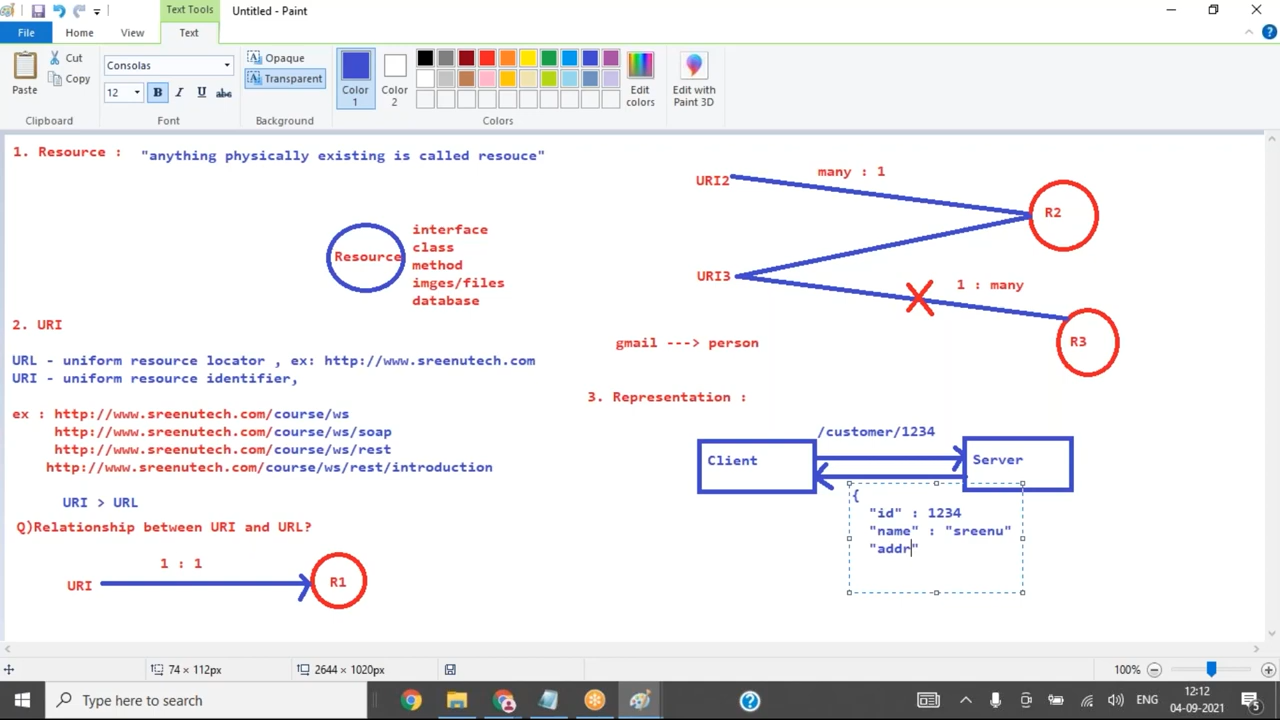 Text Tools
Untitled - Paint
File
Home
View
Text
Paste
Cut
Copy
Clipboard
Consolas
12
B
I
U
abc
Font
Opaque
Transparent
Background
Color
1
Color
2
Edit
colors
Edit with
Paint 3D
Colors
1. Resource : "anything physically existing is called resouce"
Resource
interface
class
method
imges/files
database
2. URI
URL - uniform resource locator , ex: http://www.sreenutech.com
URI - uniform resource identifier,
ex : http://www.sreenutech.com/course/ws
http://www.sreenutech.com/course/ws/soap
http://www.sreenutech.com/course/ws/rest
http://www.sreenutech.com/course/ws/rest/introduction
URI > URL
Q)Relationship between URI and URL?
1 : 1
URI
R1
URI2
many : 1
R2
URI3
1 : many
R3
gmail ---> person
3. Representation :
/customer/1234
Client
Server
{
"id" : 1234
"name" : "sreenu"
"addr"
74 × 112px
2644 × 1020px
100%
Type here to search
ENG
12:12
04-09-2021
5